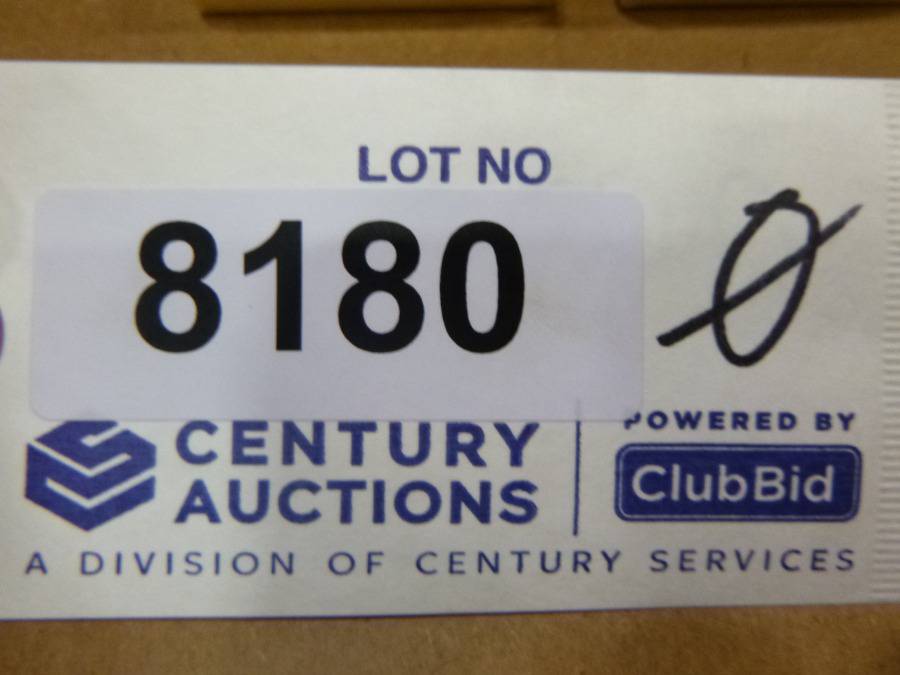 LOT NO
8180 Ø
CENTURY
AUCTIONS
POWERED BY
ClubBid
A DIVISION OF CENTURY SERVICES